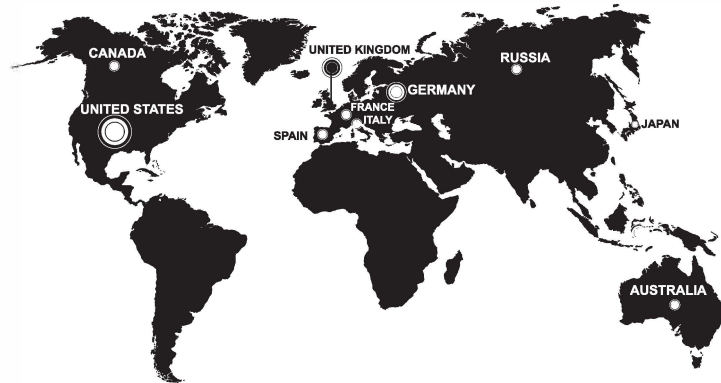 CANADA
UNITED KINGDOM
RUSSIA
UNITED STATES
GERMANY
FRANCE
ITALY
SPAIN
JAPAN
AUSTRALIA